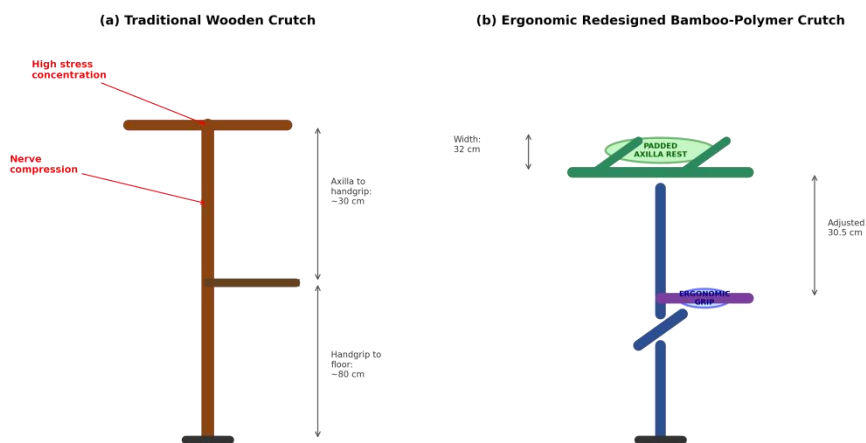 (a) Traditional Wooden Crutch
High stress
concentration
Nerve
compression
Axilla to
handgrip:
~30 cm
Handgrip to
floor:
~80 cm
(b) Ergonomic Redesigned Bamboo-Polymer Crutch
Width:
32 cm
PADDED
AXILLA REST
Adjusted
30.5 cm
ERGONOMIC
GRIP